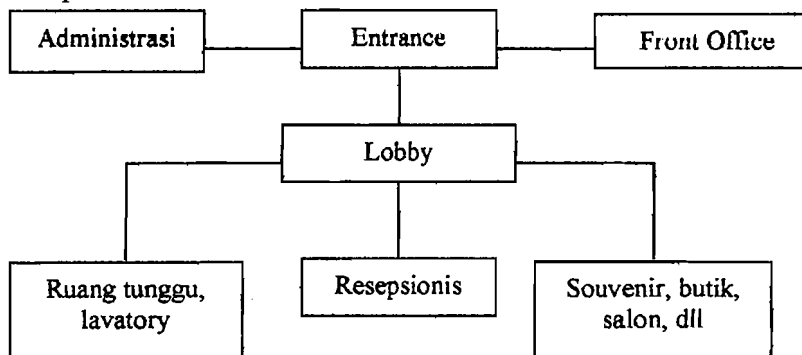 Administrasi
Entrance
Front Office
Lobby
Ruang tunggu,
lavatory
Resepsionis
Souvenir, butik,
salon, dll